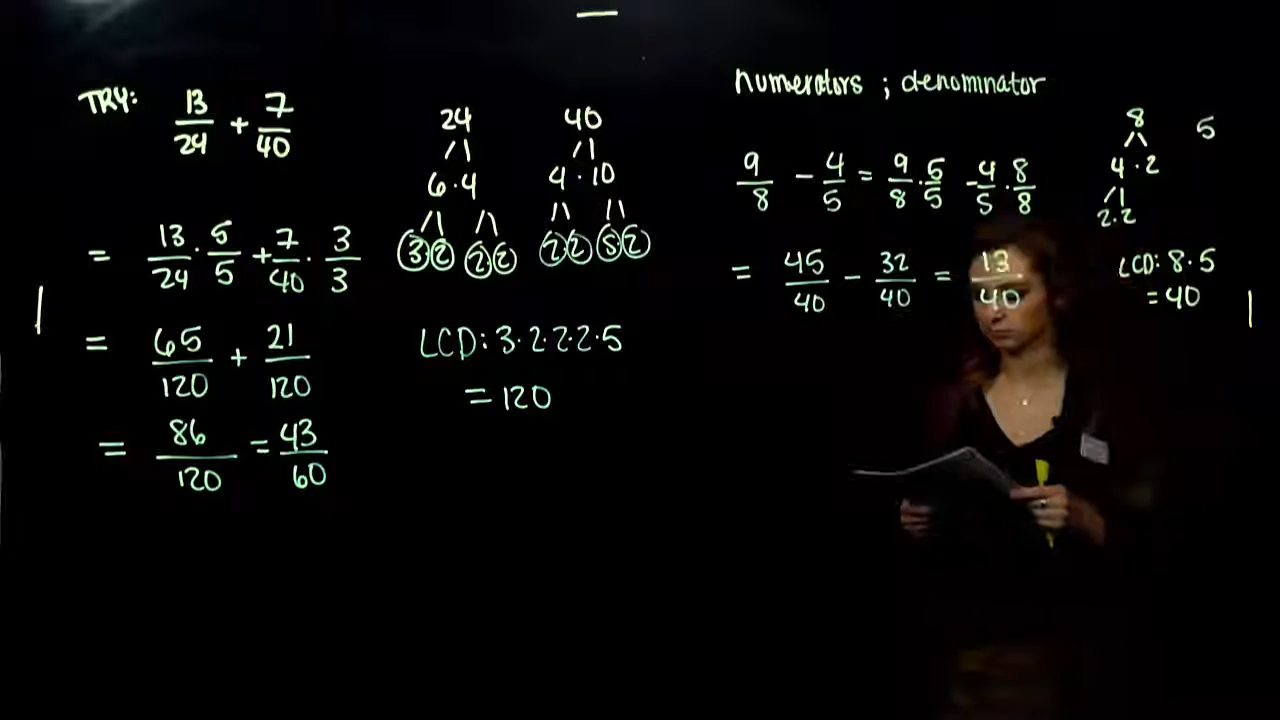 TRY: 13/24 + 7/40
= 13/24 · 5/5 + 7/40 · 3/3
= 65/120 + 21/120
= 86/120 = 43/60
24 40
6·4 4·10
3 2 2 2 2 2 5 2
LCD: 3·2·2·2·5
= 120
numerators ; denominator
9/8 - 4/5 = 9/8 · 5/5 - 4/5 · 8/8
= 45/40 - 32/40 = 13/40
8 5
4·2
2·2
LCD: 8·5
= 40